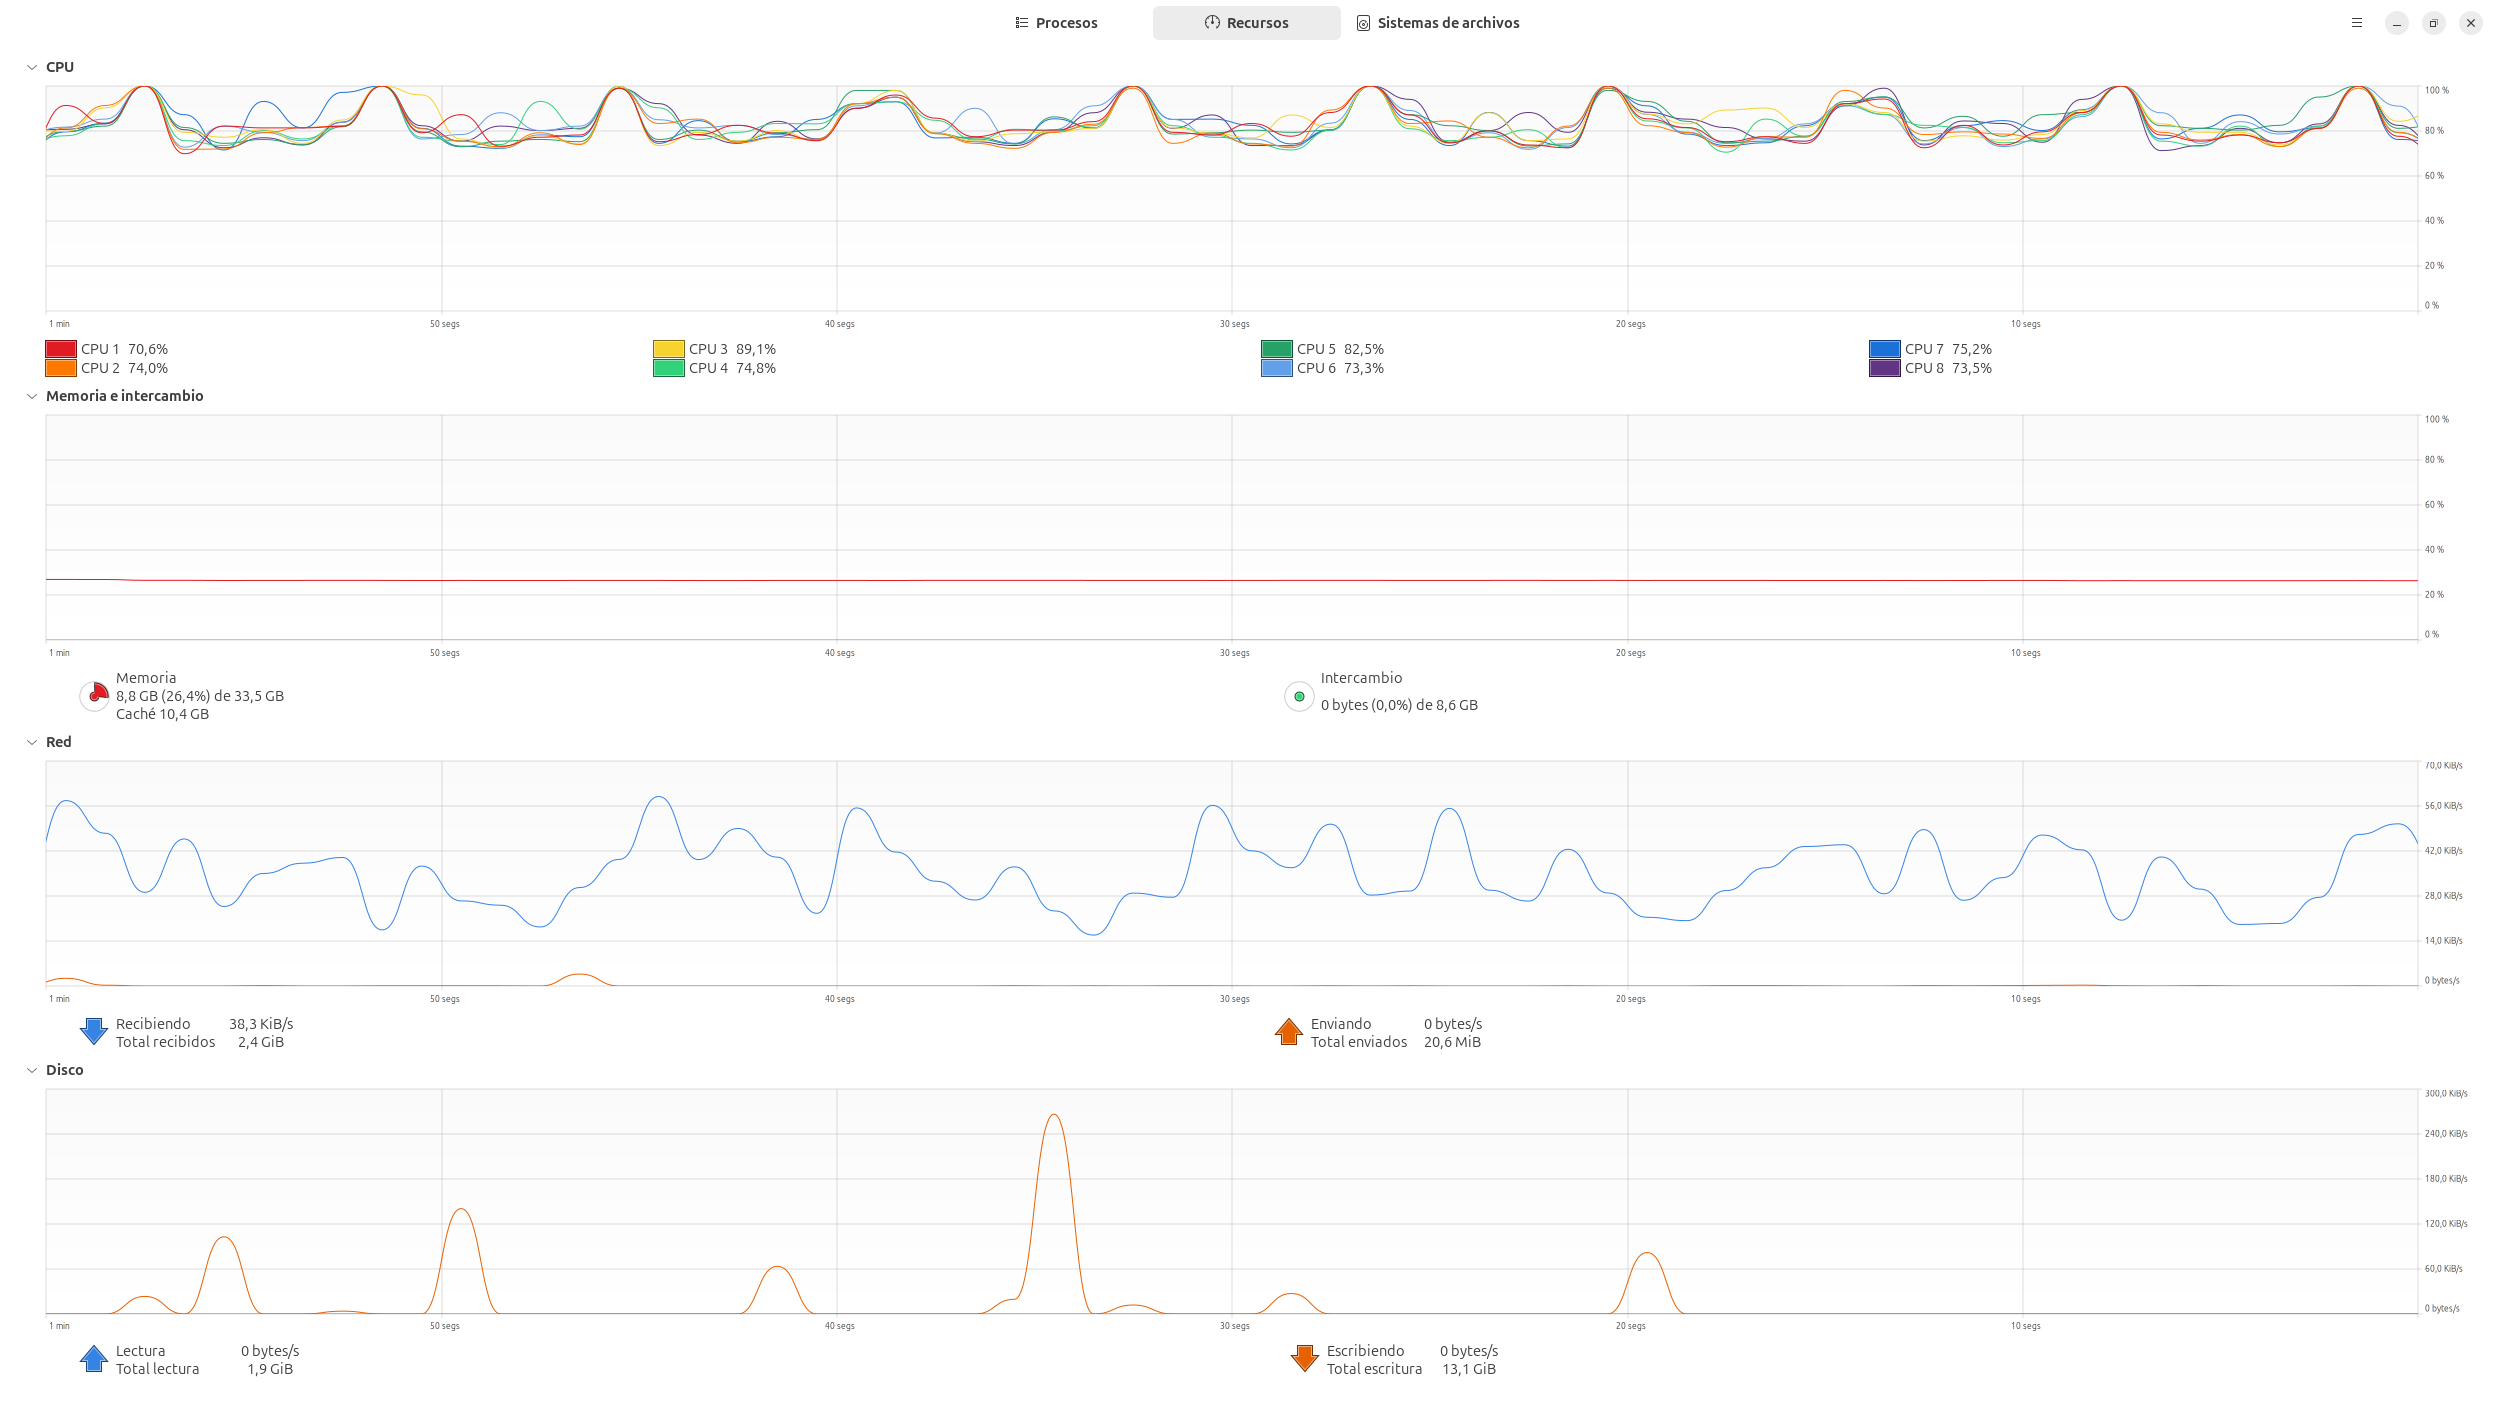 Procesos Recursos Sistemas de archivos
CPU
100 %
80 %
60 %
40 %
20 %
0 %
1 min 50 segs 40 segs 30 segs 20 segs 10 segs
CPU 1 70,6% CPU 3 89,1% CPU 5 82,5% CPU 7 75,2%
CPU 2 74,0% CPU 4 74,8% CPU 6 73,3% CPU 8 73,5%
Memoria e intercambio
100 %
80 %
60 %
40 %
20 %
0 %
1 min 50 segs 40 segs 30 segs 20 segs 10 segs
Memoria
8,8 GB (26,4%) de 33,5 GB
Caché 10,4 GB
Intercambio
0 bytes (0,0%) de 8,6 GB
Red
70,0 KiB/s
56,0 KiB/s
42,0 KiB/s
28,0 KiB/s
14,0 KiB/s
0 bytes/s
1 min 50 segs 40 segs 30 segs 20 segs 10 segs
Recibiendo 38,3 KiB/s
Total recibidos 2,4 GiB
Enviando 0 bytes/s
Total enviados 20,6 MiB
Disco
300,0 KiB/s
240,0 KiB/s
180,0 KiB/s
120,0 KiB/s
60,0 KiB/s
0 bytes/s
1 min 50 segs 40 segs 30 segs 20 segs 10 segs
Lectura 0 bytes/s
Total lectura 1,9 GiB
Escribiendo 0 bytes/s
Total escritura 13,1 GiB